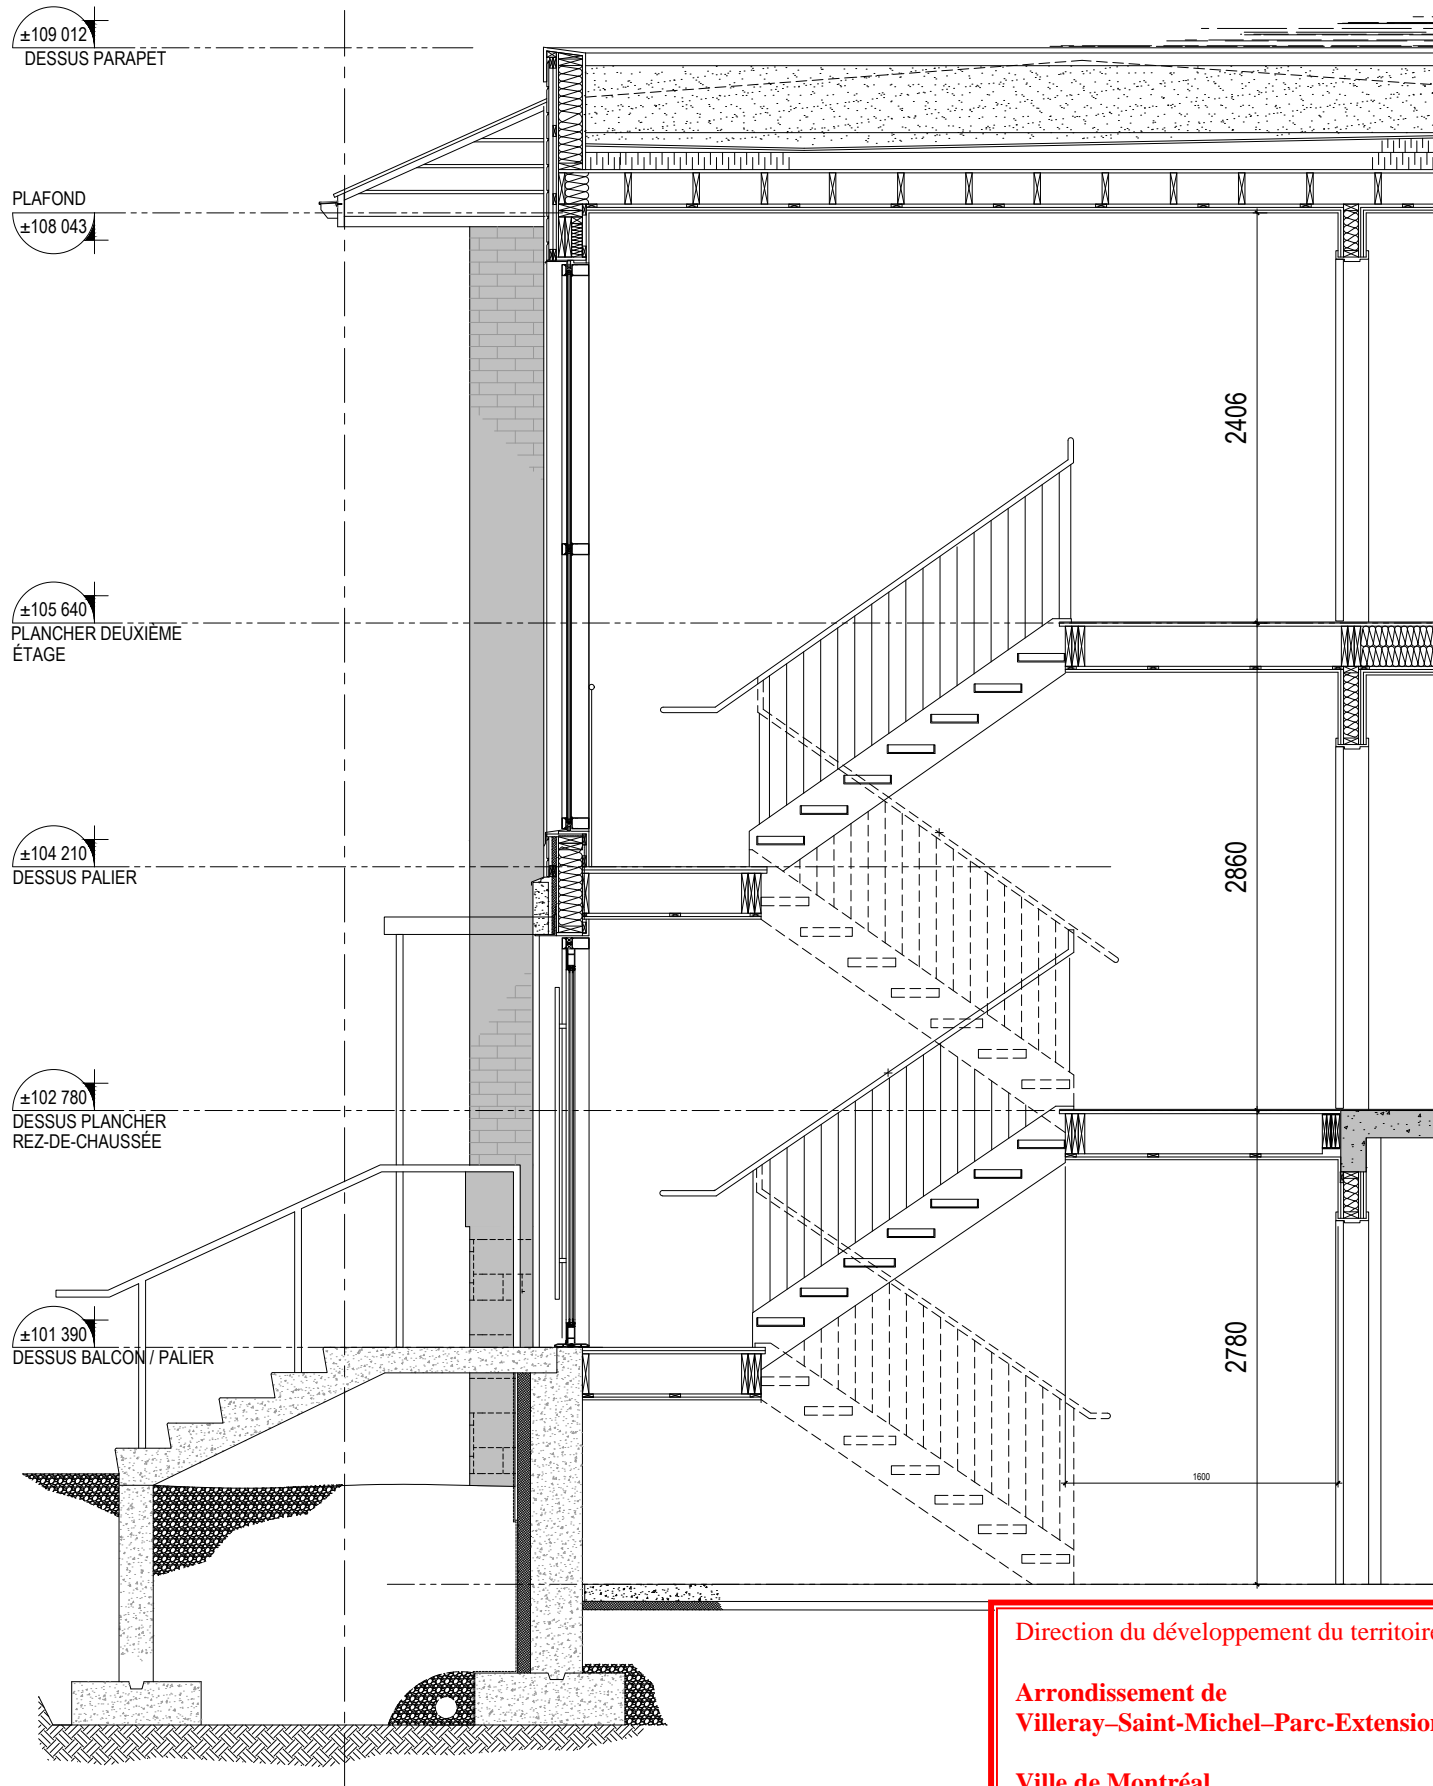 ±109 012
DESSUS PARAPET
PLAFOND
±108 043
2406
±105 640
PLANCHER DEUXIÈME
ÉTAGE
±104 210
DESSUS PALIER
2860
±102 780
DESSUS PLANCHER
REZ-DE-CHAUSSÉE
±101 390
DESSUS BALCON / PALIER
2780
1600
Direction du développement du territoire
Arrondissement de
Villeray–Saint-Michel–Parc-Extension
Ville de Montréal